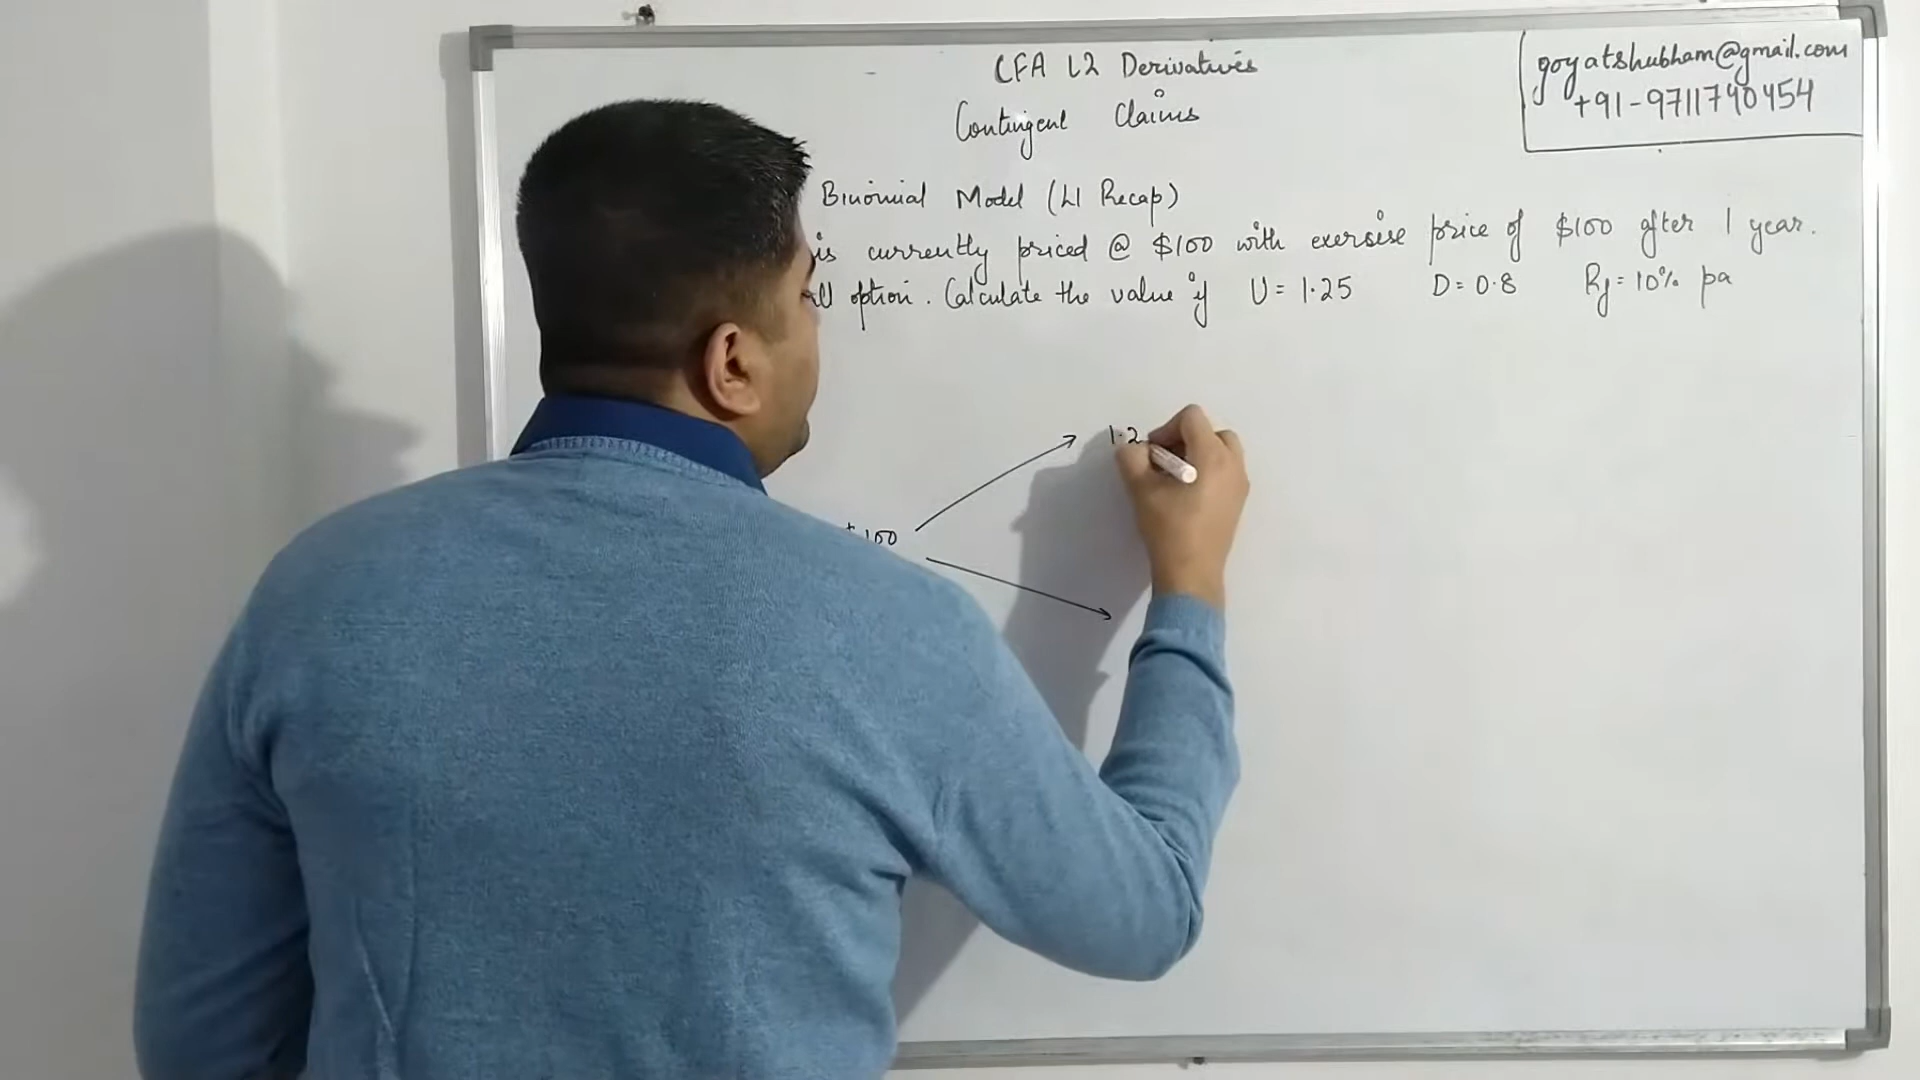 CFA L2 Derivatives
Contingent Claims
goyatshubham@gmail.com
+91-9711740454
Binomial Model (L1 Recap)
is currently priced @ $100 with exersise price of $100 after 1 year.
option. Calculate the value if U = 1.25 D = 0.8 Rf = 10% pa
1.2
$100